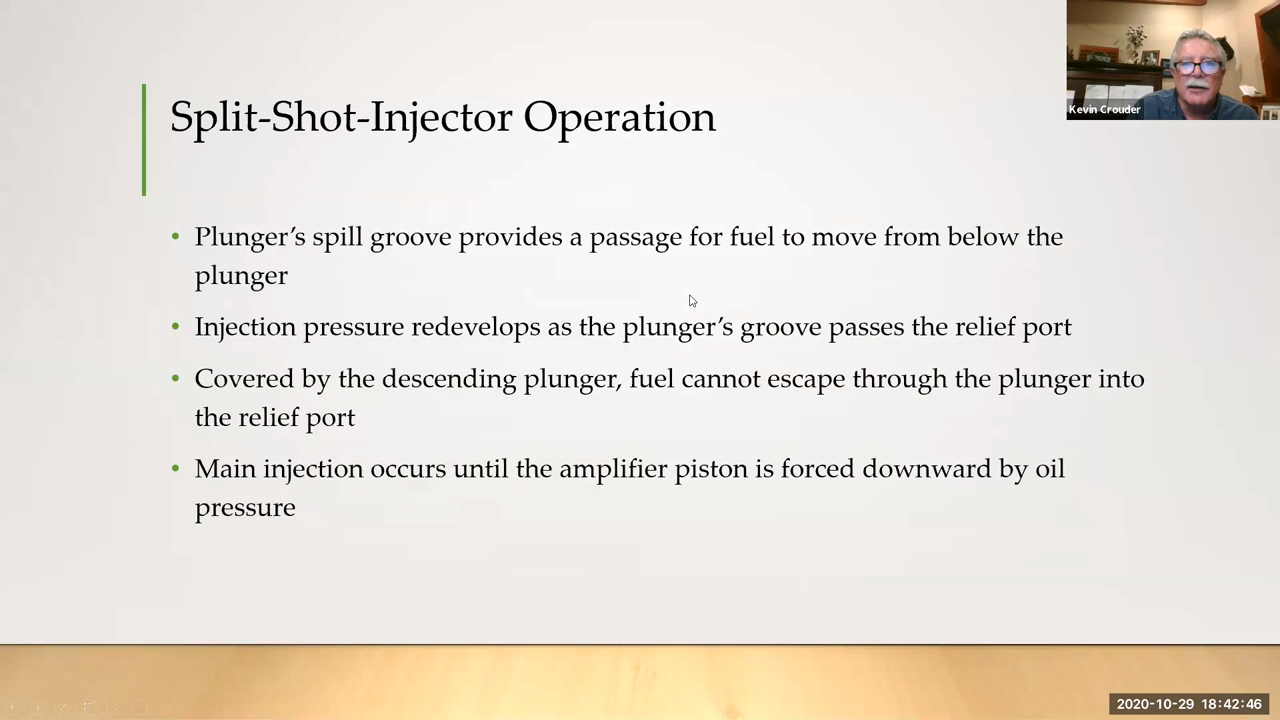 Kevin Crouder
Split-Shot-Injector Operation
• Plunger's spill groove provides a passage for fuel to move from below the
plunger
• Injection pressure redevelops as the plunger's groove passes the relief port
• Covered by the descending plunger, fuel cannot escape through the plunger into
the relief port
• Main injection occurs until the amplifier piston is forced downward by oil
pressure
2020-10-29 18:42:46